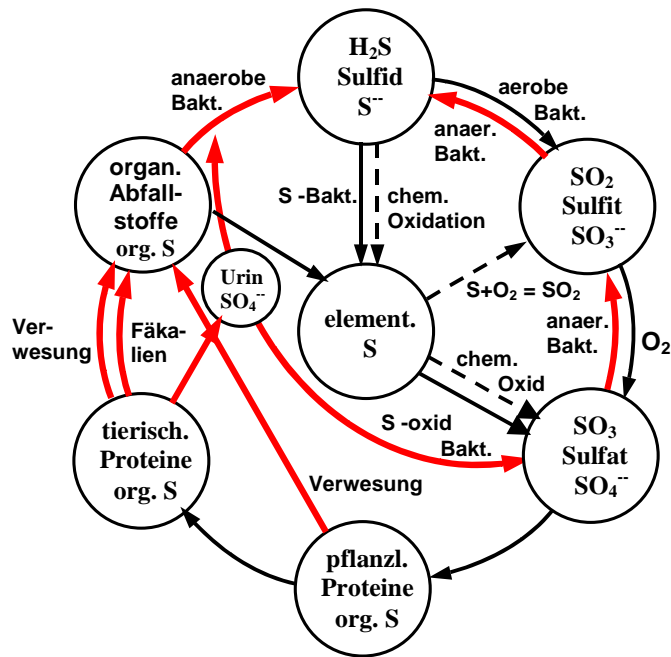 H₂S
Sulfid
S⁻⁻
anaerobe
Bakt.
aerobe
Bakt.
anaer.
Bakt.
organ.
Abfall-
stoffe
org. S
SO₂
Sulfit
SO₃⁻⁻
S -Bakt.
chem.
Oxidation
Urin
SO₄⁻⁻
S+O₂ = SO₂
element.
S
Ver-
wesung
Fäka-
lien
anaer.
Bakt.
O₂
chem.
Oxid
tierisch.
Proteine
org. S
S -oxid
Bakt.
SO₃
Sulfat
SO₄⁻⁻
Verwesung
pflanzl.
Proteine
org. S